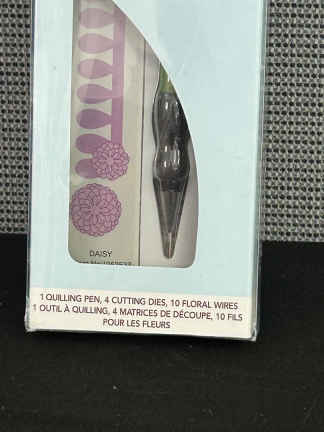 DAISY
1 QUILLING PEN, 4 CUTTING DIES, 10 FLORAL WIRES
1 OUTIL À QUILLING, 4 MATRICES DE DÉCOUPE, 10 FILS
POUR LES FLEURS